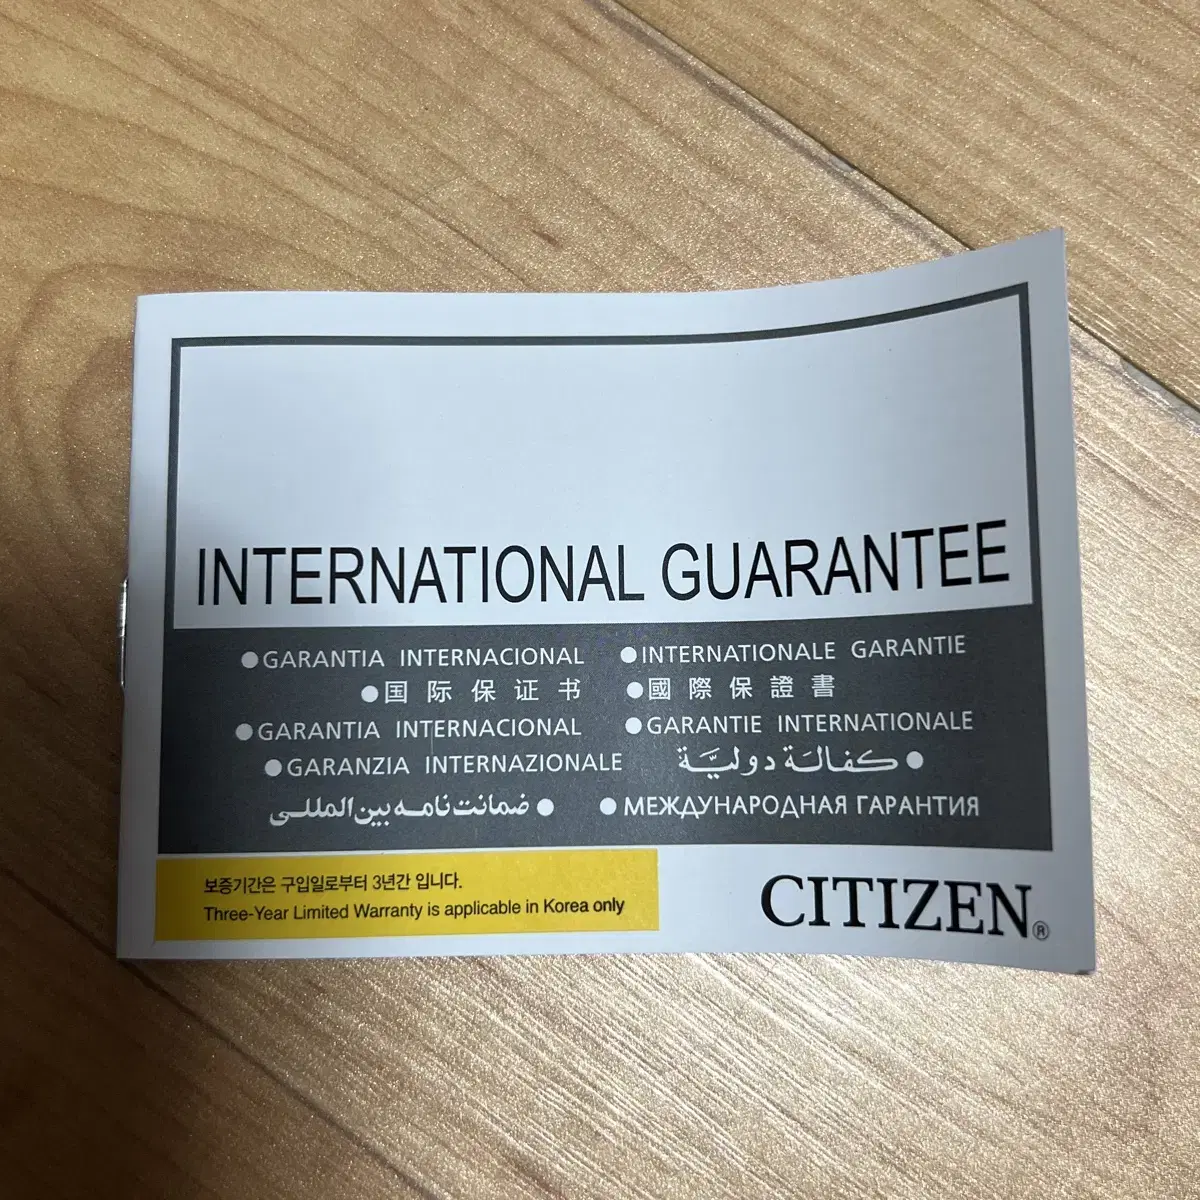 INTERNATIONAL GUARANTEE
●GARANTIA INTERNACIONAL ●INTERNATIONALE GARANTIE
●国际保证书 ●國際保證書
●GARANTIA INTERNACIONAL ●GARANTIE INTERNATIONALE
●GARANZIA INTERNAZIONALE ●كفالة دوليّة
●ضمانت نامه بين المللى ●МЕЖДУНАРОДНАЯ ГАРАНТИЯ
보증기간은 구입일로부터 3년간 입니다.
Three-Year Limited Warranty is applicable in Korea only
CITIZEN®